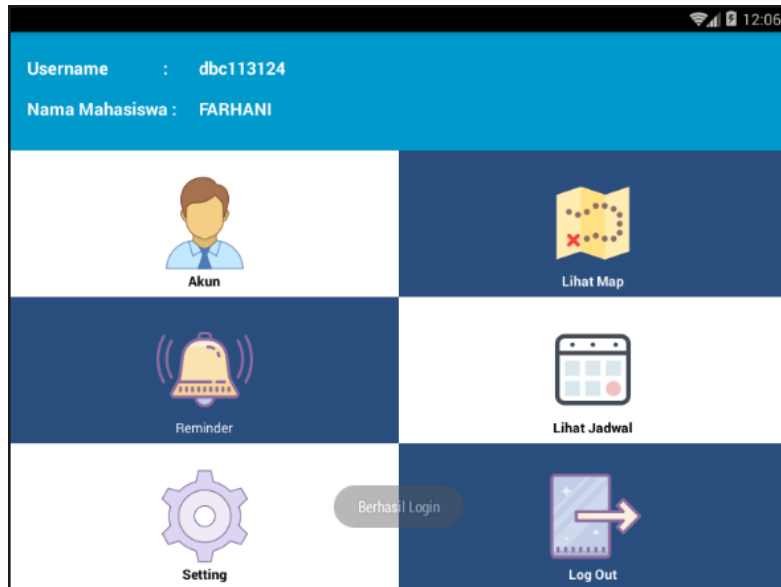 12:06
Username : dbc113124
Nama Mahasiswa : FARHANI
Akun
Lihat Map
Reminder
Lihat Jadwal
Berhasil Login
Setting
Log Out